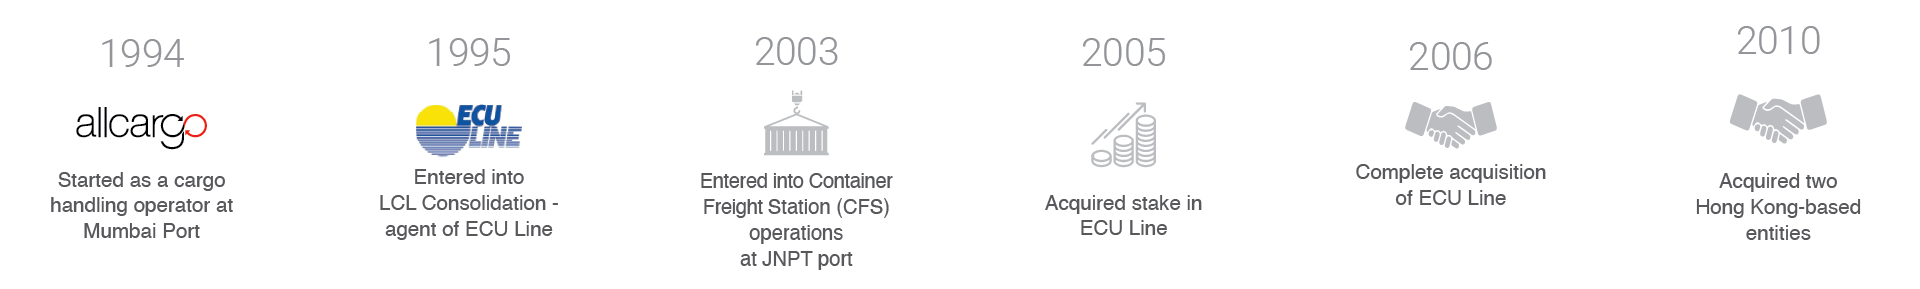 1994
allcargo
Started as a cargo
handling operator at
Mumbai Port
1995
ECU
LINE
Entered into
LCL Consolidation -
agent of ECU Line
2003
Entered into Container
Freight Station (CFS)
operations
at JNPT port
2005
Acquired stake in
ECU Line
2006
Complete acquisition
of ECU Line
2010
Acquired two
Hong Kong-based
entities